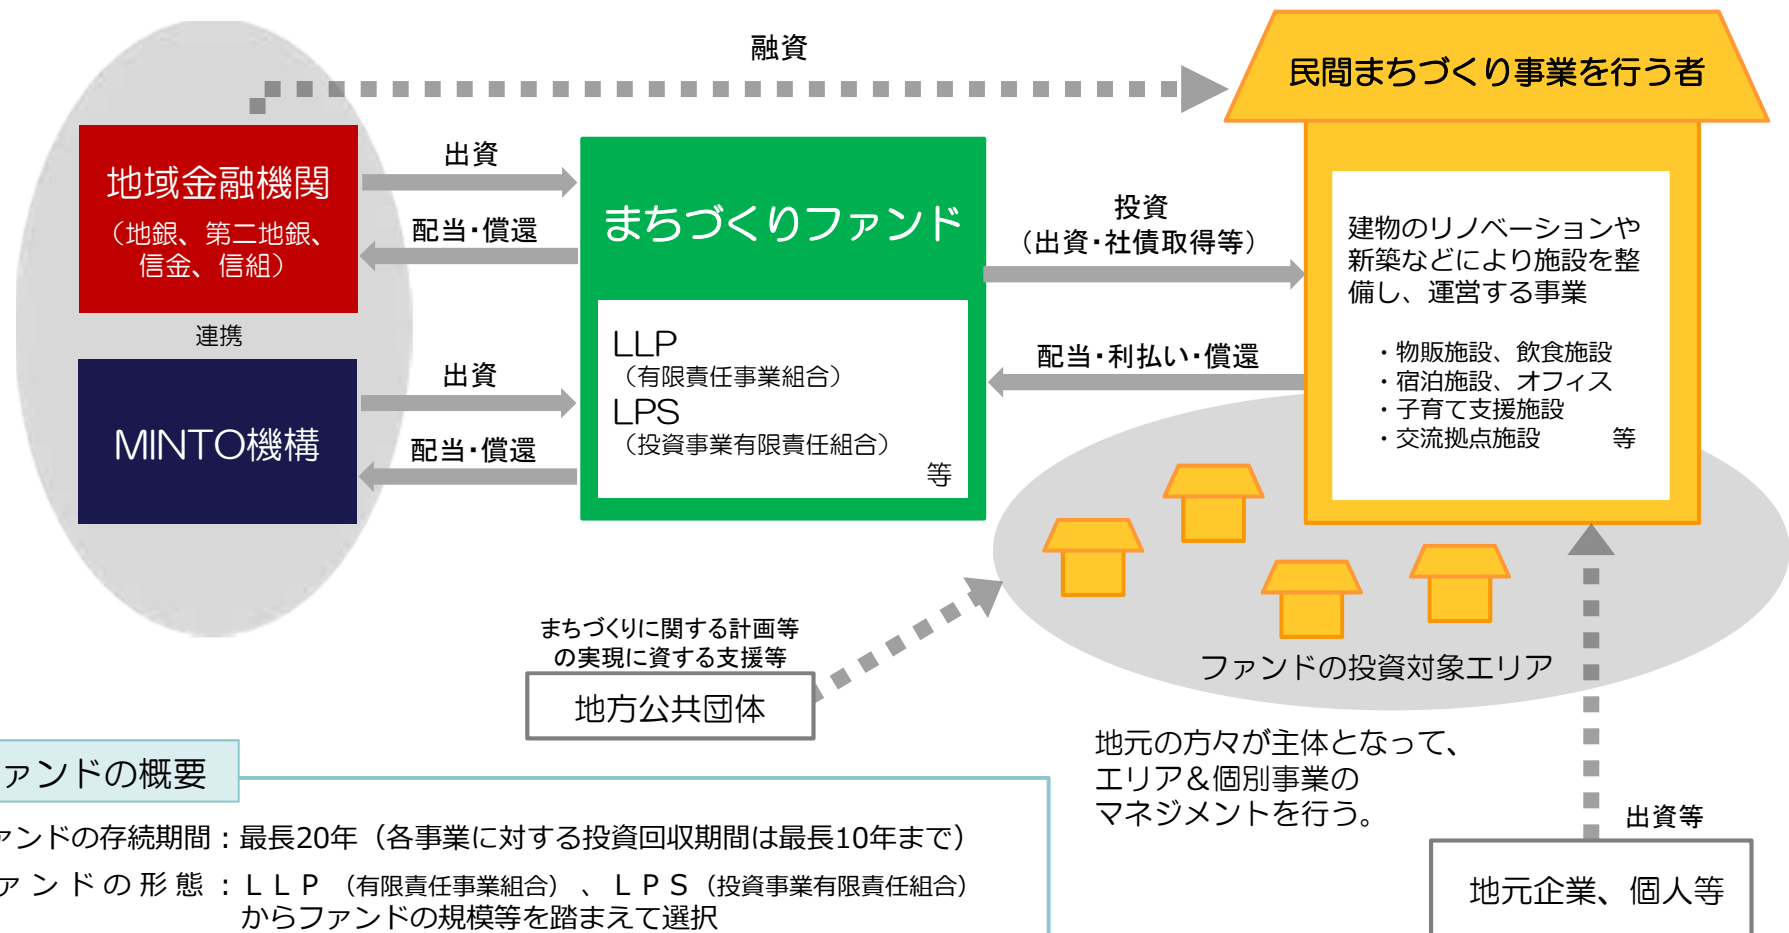 融資
民間まちづくり事業を行う者
地域金融機関
（地銀、第二地銀、
信金、信組）
出資
配当・償還
連携
MINTO機構
出資
配当・償還
まちづくりファンド
LLP
（有限責任事業組合）
LPS
（投資事業有限責任組合）
等
投資
（出資・社債取得等）
配当・利払い・償還
建物のリノベーションや
新築などにより施設を整
備し、運営する事業
・物販施設、飲食施設
・宿泊施設、オフィス
・子育て支援施設
・交流拠点施設　　　等
ファンドの投資対象エリア
まちづくりに関する計画等
の実現に資する支援等
地方公共団体
地元の方々が主体となって、
エリア＆個別事業の
マネジメントを行う。
出資等
地元企業、個人等
ァンドの概要
ァンドの存続期間：最長20年（各事業に対する投資回収期間は最長10年まで）
ァンドの形態：ＬＬＰ（有限責任事業組合）、ＬＰＳ（投資事業有限責任組合）
からファンドの規模等を踏まえて選択